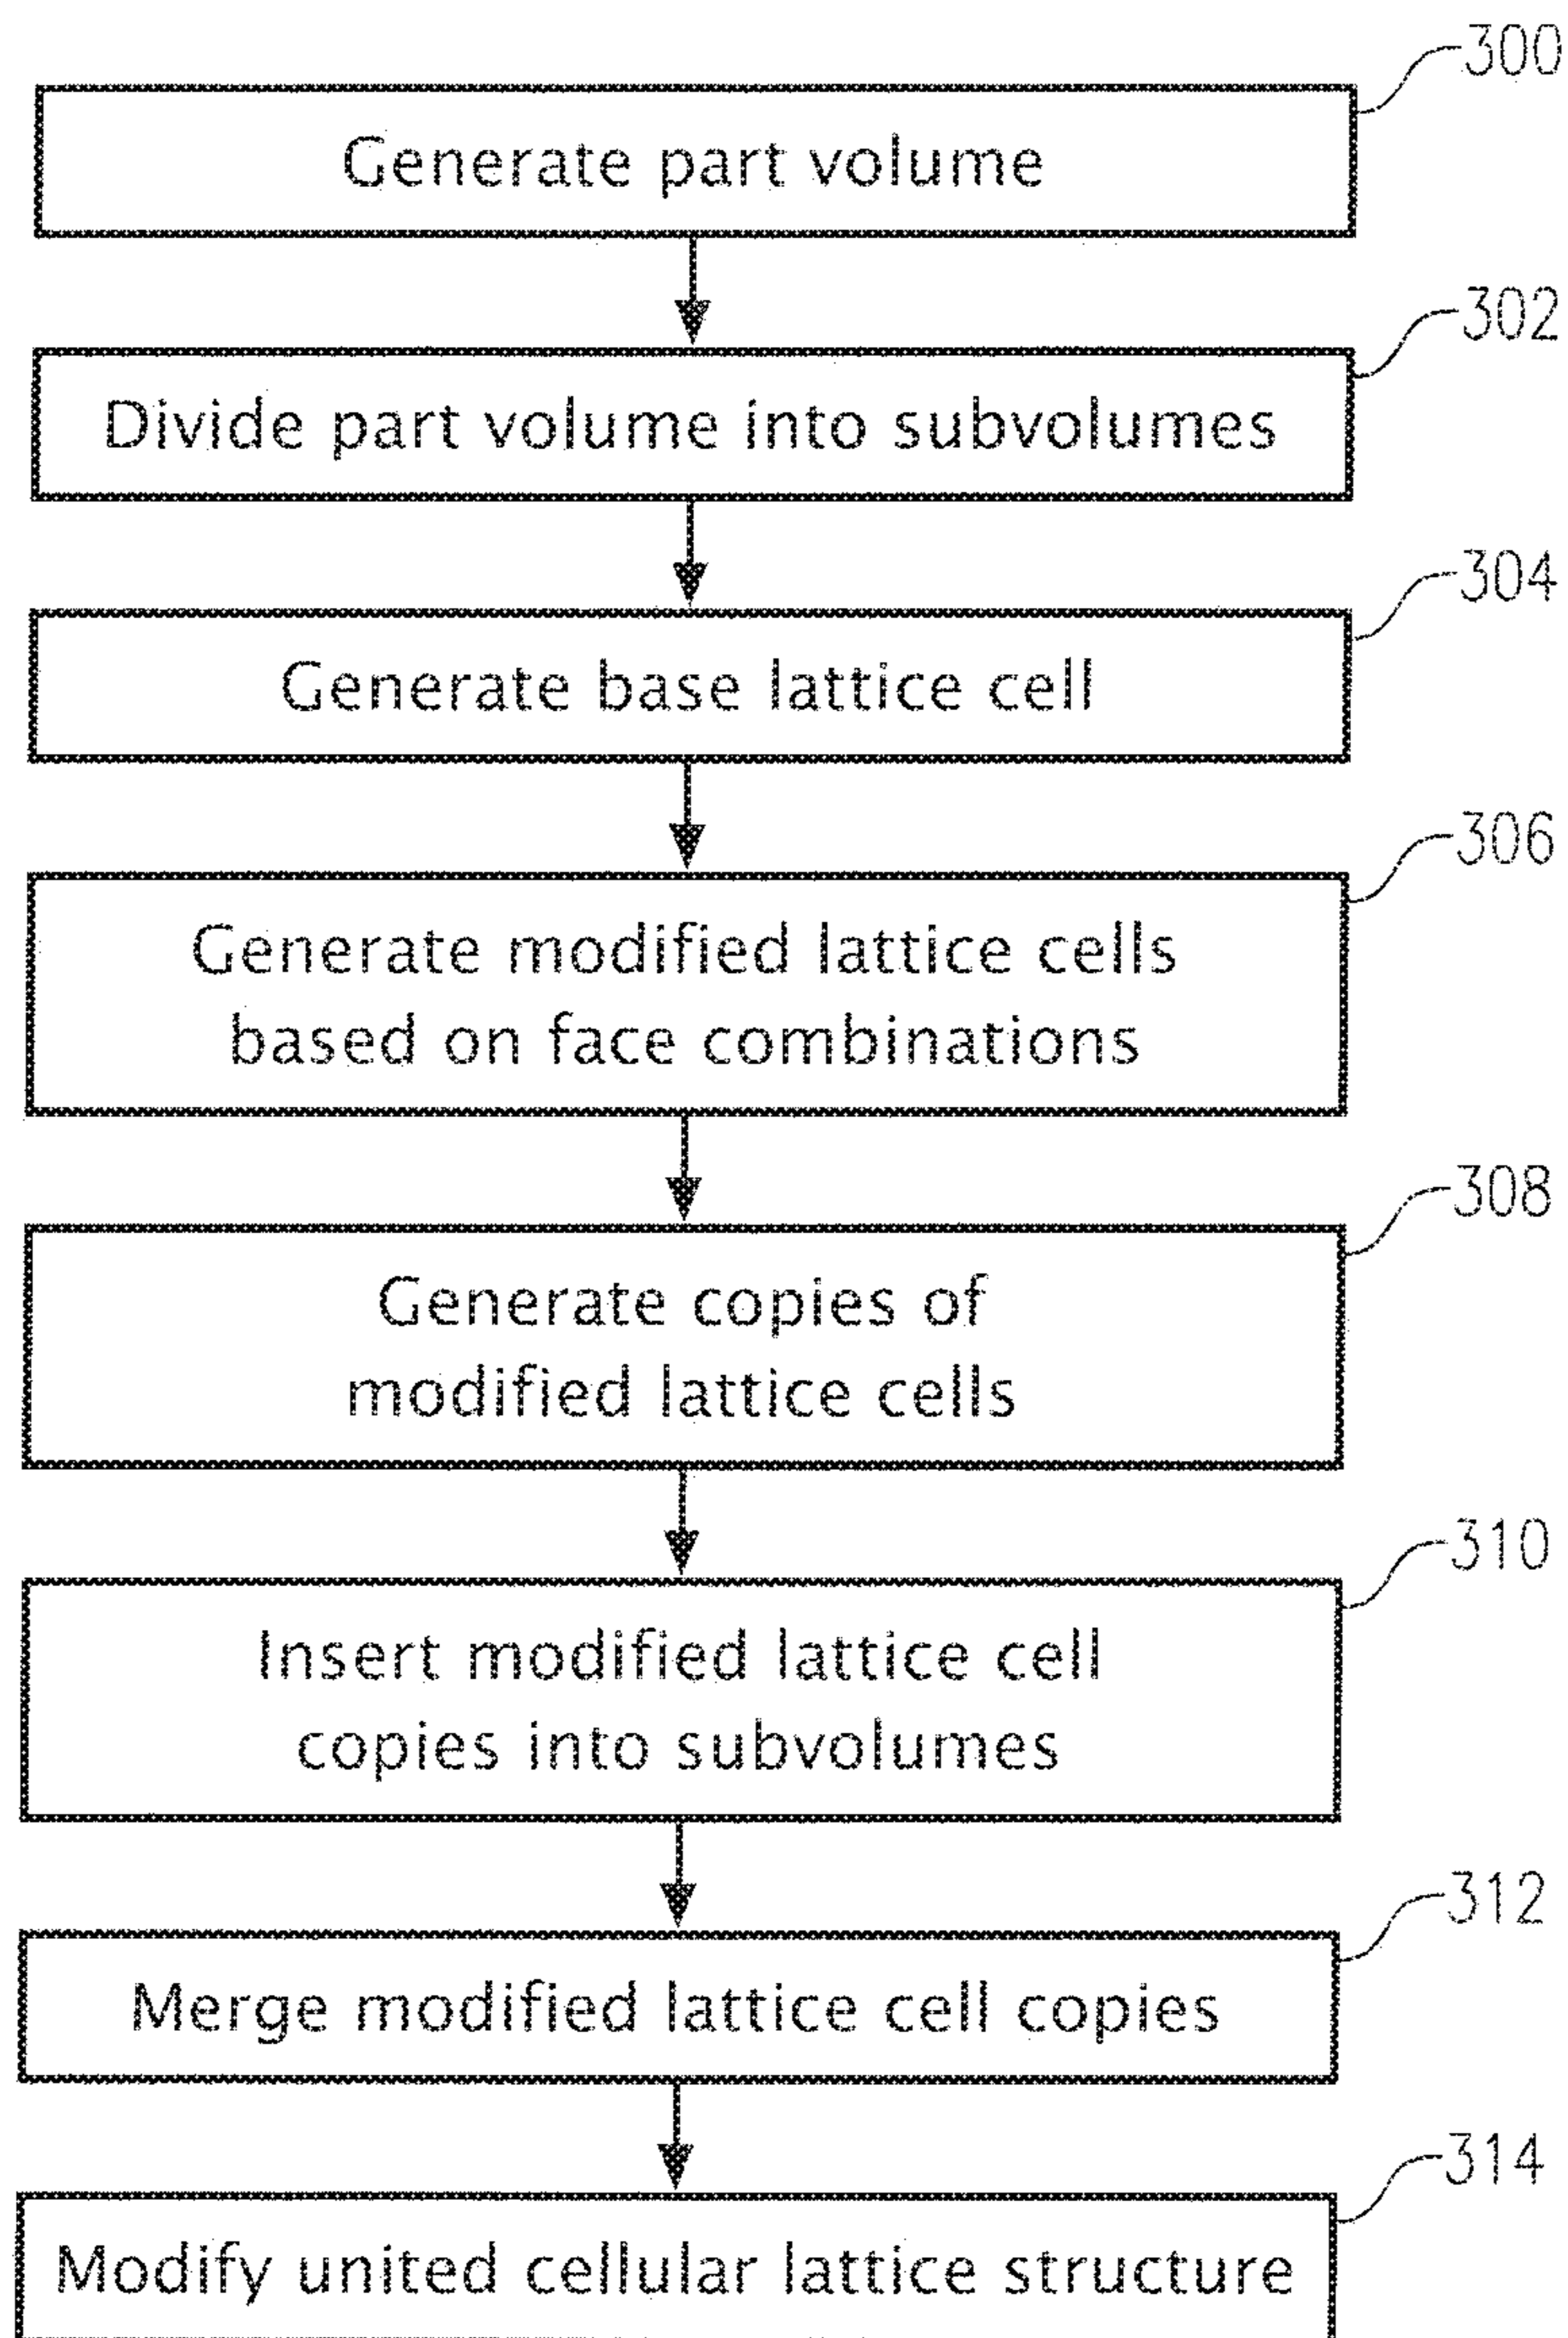 300
Generate part volume
302
Divide part volume into subvolumes
304
Generate base lattice cell
306
Generate modified lattice cells
based on face combinations
308
Generate copies of
modified lattice cells
310
Insert modified lattice cell
copies into subvolumes
312
Merge modified lattice cell copies
314
Modify united cellular lattice structure